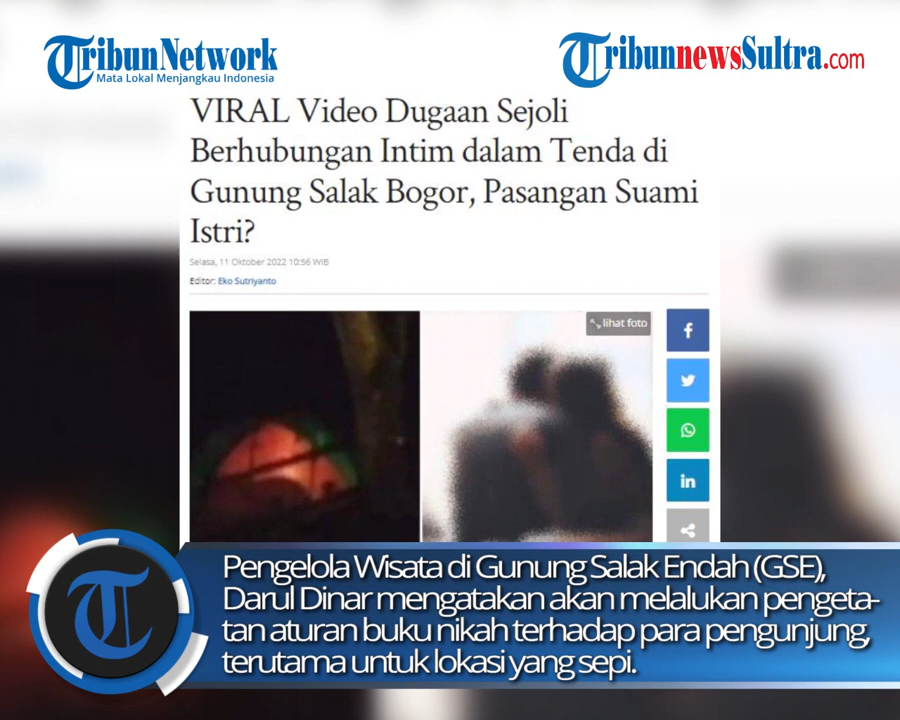 TribunNetwork
Mata Lokal Menjangkau Indonesia
TribunnewsSultra.com
VIRAL Video Dugaan Sejoli
Berhubungan Intim dalam Tenda di
Gunung Salak Bogor, Pasangan Suami
Istri?
Selasa, 11 Oktober 2022 10:56 WIB
Editor: Eko Sutriyanto
lihat foto
Pengelola Wisata di Gunung Salak Endah (GSE),
Darul Dinar mengatakan akan melalukan pengeta-
tan aturan buku nikah terhadap para pengunjung,
terutama untuk lokasi yang sepi.